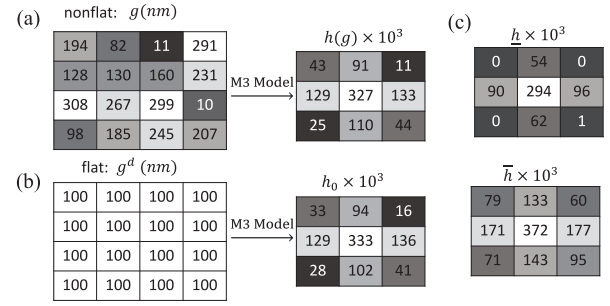 (a) nonflat: g(nm)
194 82 11 291
128 130 160 231
308 267 299 10
98 185 245 207
M3 Model
h(g) × 10³
43 91 11
129 327 133
25 110 44
(b) flat: gᵈ (nm)
100 100 100 100
100 100 100 100
100 100 100 100
100 100 100 100
M3 Model
h₀ × 10³
33 94 16
129 333 136
28 102 41
(c) h̲ × 10³
0 54 0
90 294 96
0 62 1
h̅ × 10³
79 133 60
171 372 177
71 143 95